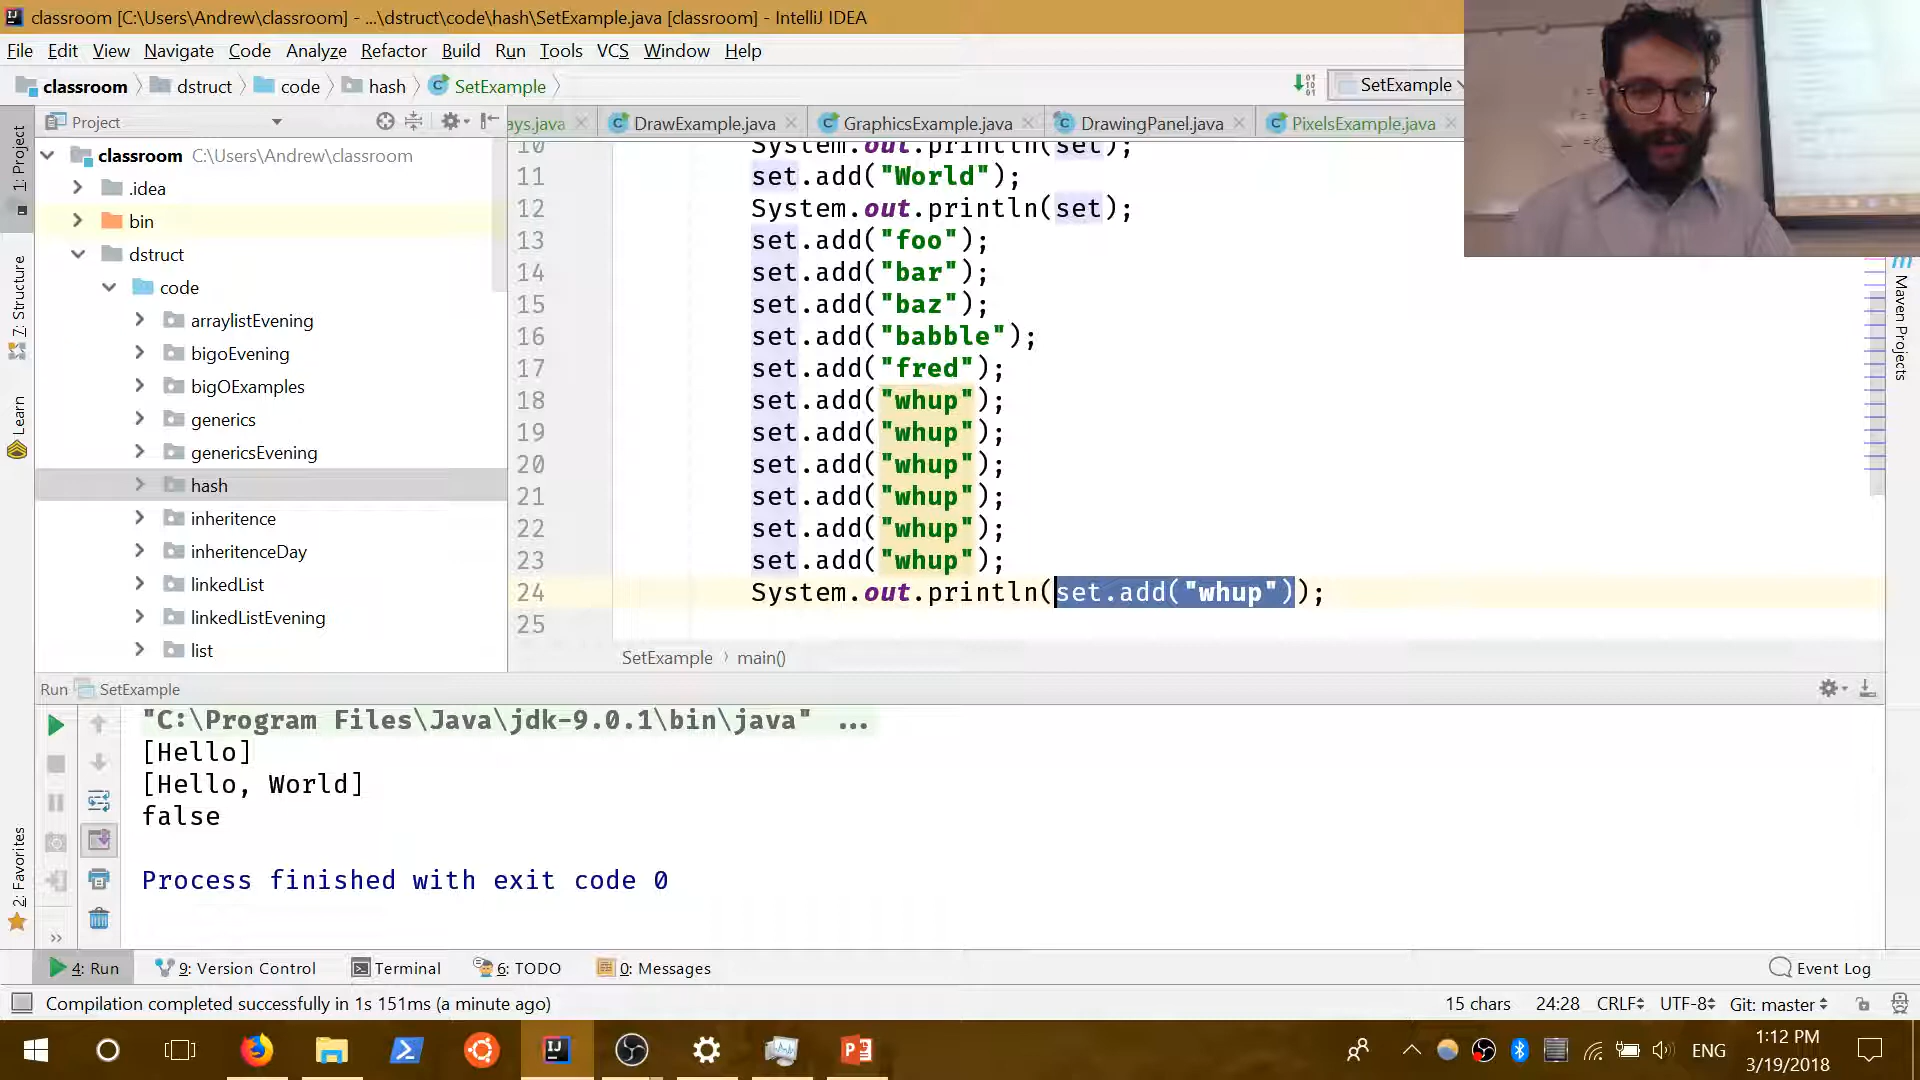 classroom [C:\Users\Andrew\classroom] - ...\dstruct\code\hash\SetExample.java [classroom] - IntelliJ IDEA
File Edit View Navigate Code Analyze Refactor Build Run Tools VCS Window Help
classroom dstruct code hash SetExample
SetExample
Project
ays.java DrawExample.java GraphicsExample.java DrawingPanel.java PixelsExample.java
1: Project
7: Structure
Learn
2: Favorites
Maven Projects
classroom C:\Users\Andrew\classroom
.idea
bin
dstruct
code
arraylistEvening
bigoEvening
bigOExamples
generics
genericsEvening
hash
inheritence
inheritenceDay
linkedList
linkedListEvening
list
10 System.out.println(set);
11 set.add("World");
12 System.out.println(set);
13 set.add("foo");
14 set.add("bar");
15 set.add("baz");
16 set.add("babble");
17 set.add("fred");
18 set.add("whup");
19 set.add("whup");
20 set.add("whup");
21 set.add("whup");
22 set.add("whup");
23 set.add("whup");
24 System.out.println(set.add("whup"));
25
SetExample main()
Run SetExample
"C:\Program Files\Java\jdk-9.0.1\bin\java" ...
[Hello]
[Hello, World]
false
Process finished with exit code 0
4: Run 9: Version Control Terminal 6: TODO 0: Messages Event Log
Compilation completed successfully in 1s 151ms (a minute ago) 15 chars 24:28 CRLF UTF-8 Git: master
ENG
1:12 PM
3/19/2018